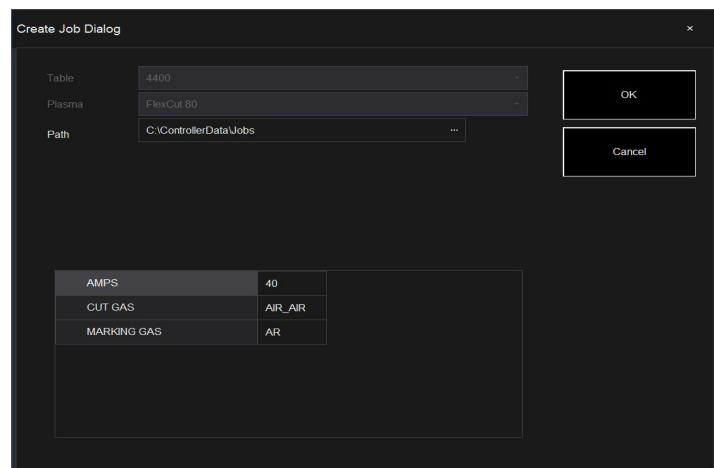 Create Job Dialog ×
Table 4400
OK
Plasma FlexCut 80
Path C:\ControllerData\Jobs ...
Cancel
AMPS 40
CUT GAS AIR_AIR
MARKING GAS AR